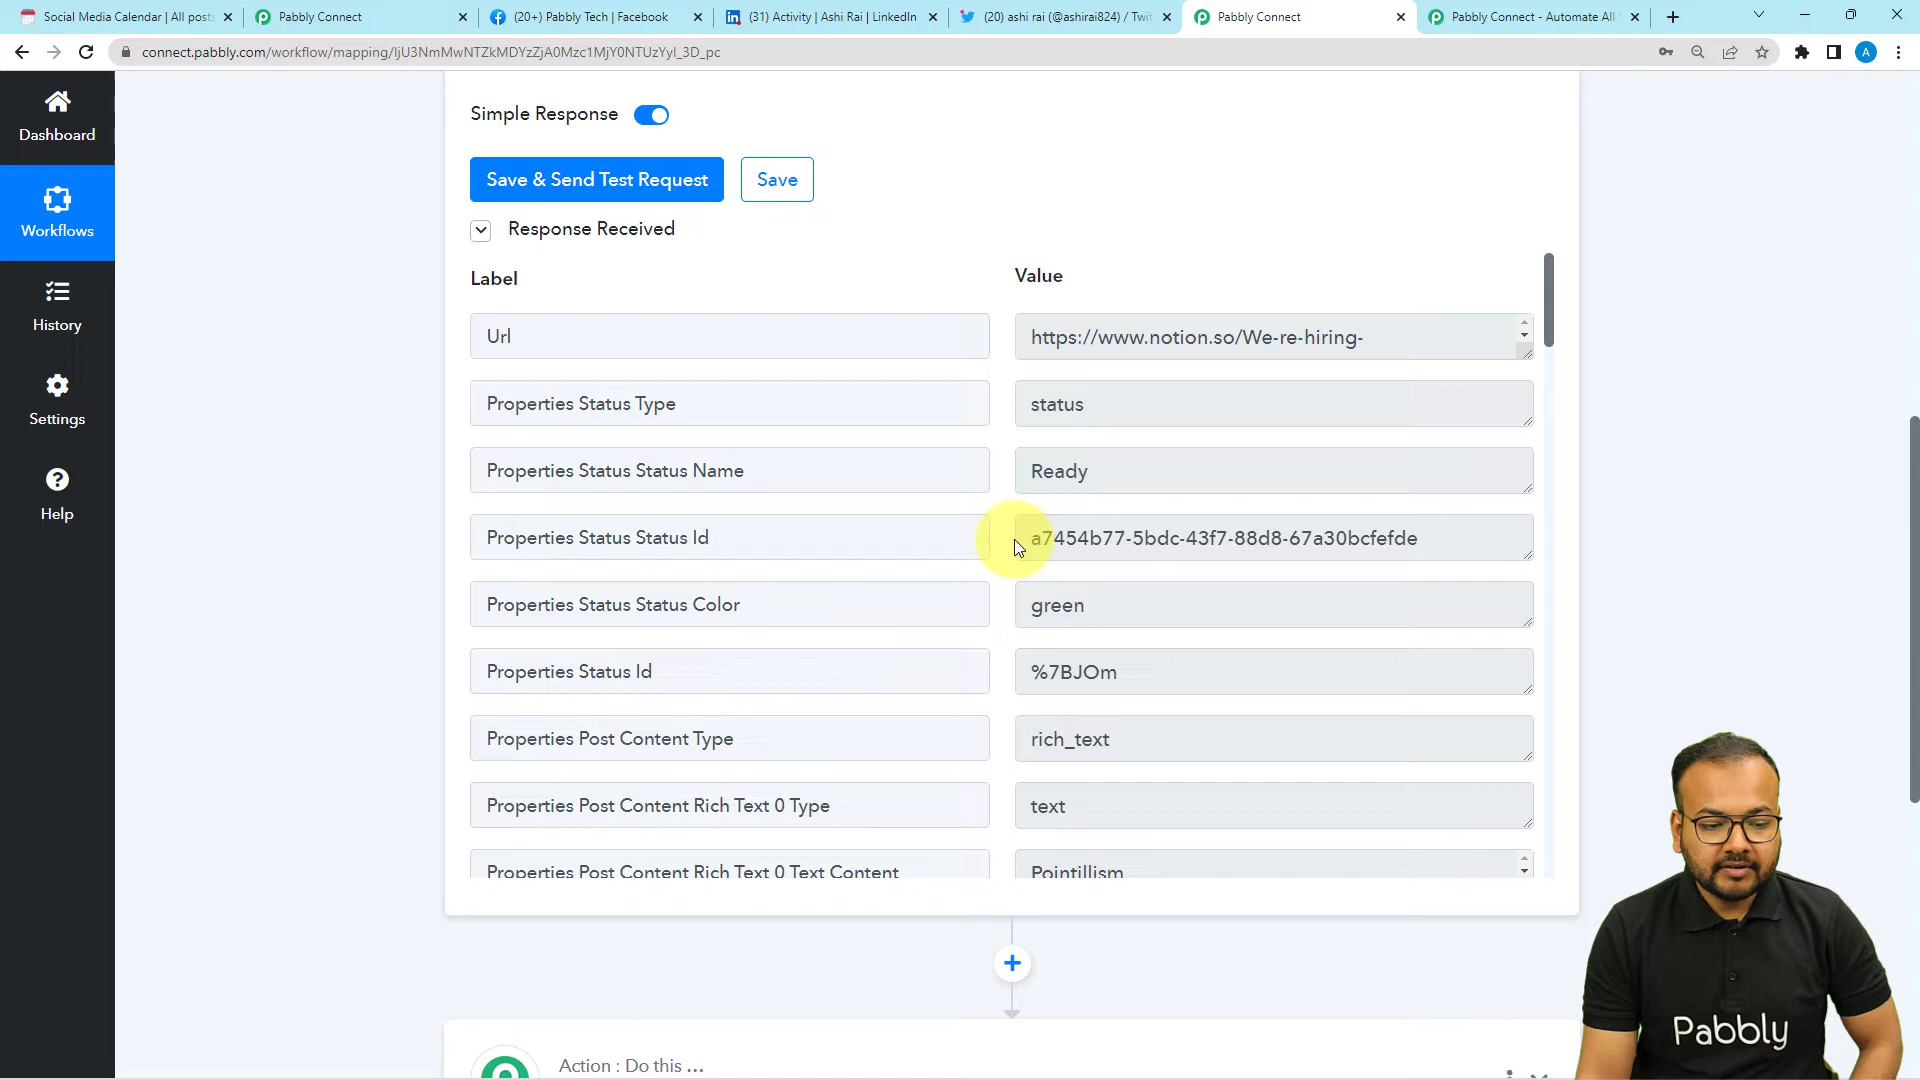 Social Media Calendar | All post
Pabbly Connect
(20+) Pabbly Tech | Facebook
(31) Activity | Ashi Rai | LinkedIn
(20) ashi rai (@ashirai824) / Twit
Pabbly Connect
Pabbly Connect - Automate All
connect.pabbly.com/workflow/mapping/IjU3NmMwNTZkMDYzZjA0Mzc1MjY0NTUzYyI_3D_pc
A
Dashboard
Workflows
History
Settings
Help
Simple Response
Save & Send Test Request
Save
Response Received
Label
Value
Url
https://www.notion.so/We-re-hiring-
Properties Status Type
status
Properties Status Status Name
Ready
Properties Status Status Id
a7454b77-5bdc-43f7-88d8-67a30bcfefde
Properties Status Status Color
green
Properties Status Id
%7BJOm
Properties Post Content Type
rich_text
Properties Post Content Rich Text 0 Type
text
Properties Post Content Rich Text 0 Text Content
Pointillism
Action : Do this ...
Pabbly